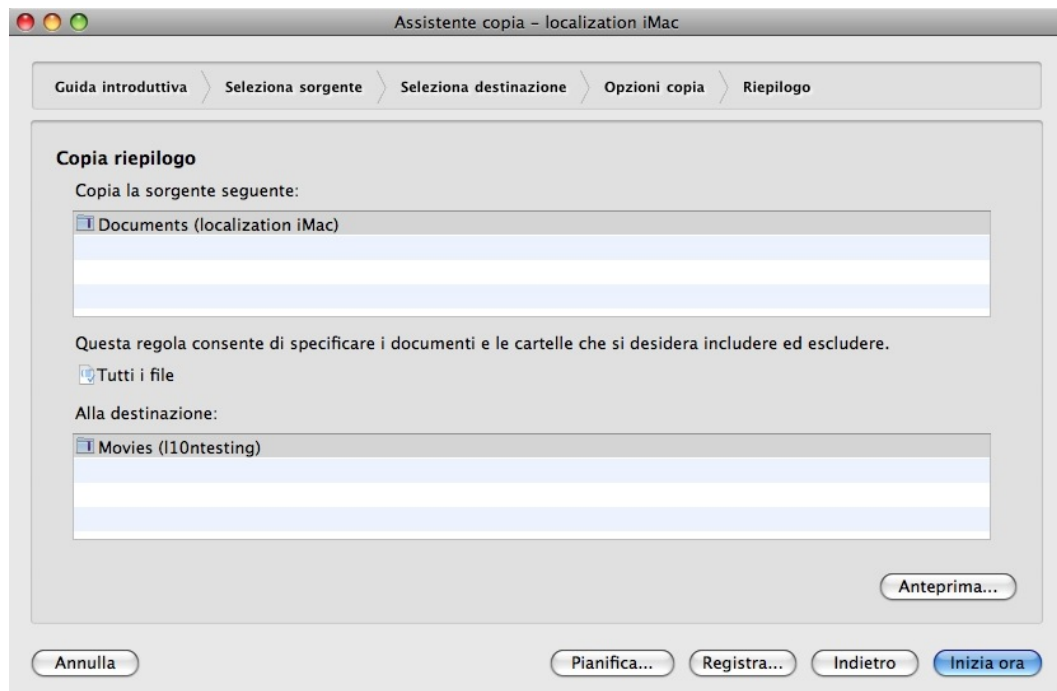 Assistente copia – localization iMac
Guida introduttiva Seleziona sorgente Seleziona destinazione Opzioni copia Riepilogo
Copia riepilogo
Copia la sorgente seguente:
Documents (localization iMac)
Questa regola consente di specificare i documenti e le cartelle che si desidera includere ed escludere.
Tutti i file
Alla destinazione:
Movies (l10ntesting)
Anteprima...
Annulla Pianifica... Registra... Indietro Inizia ora